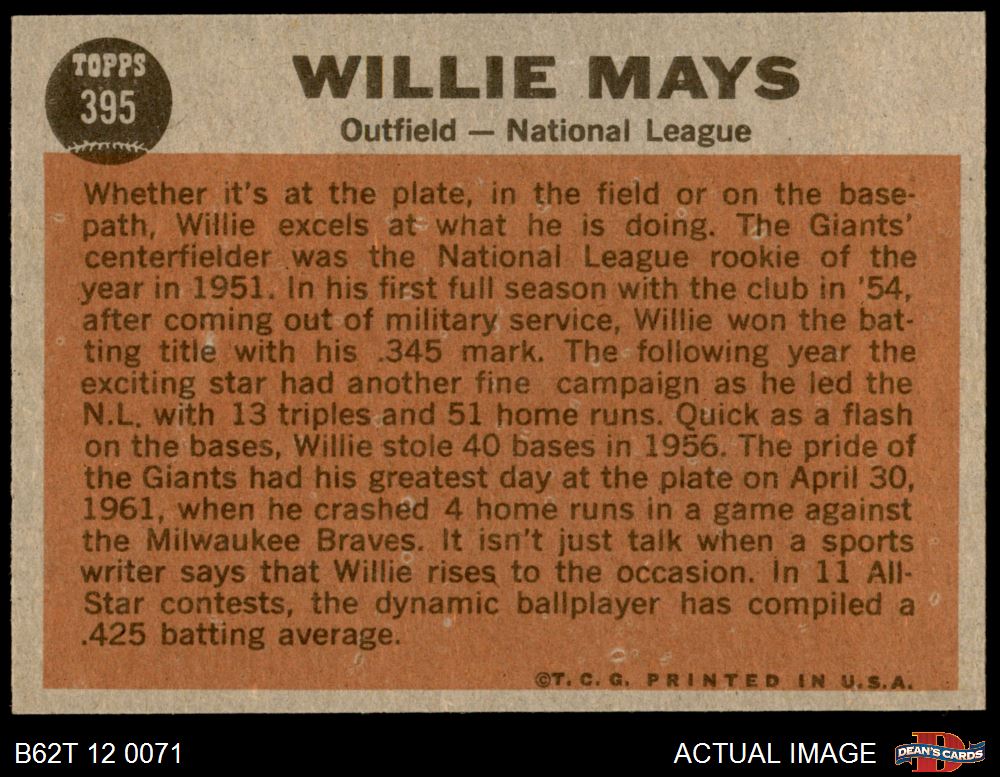 TOPPS
395
WILLIE MAYS
Outfield — National League
Whether it's at the plate, in the field or on the base-
path, Willie excels at what he is doing. The Giants'
centerfielder was the National League rookie of the
year in 1951. In his first full season with the club in '54,
after coming out of military service, Willie won the bat-
ting title with his .345 mark. The following year the
exciting star had another fine campaign as he led the
N.L. with 13 triples and 51 home runs. Quick as a flash
on the bases, Willie stole 40 bases in 1956. The pride of
the Giants had his greatest day at the plate on April 30,
1961, when he crashed 4 home runs in a game against
the Milwaukee Braves. It isn't just talk when a sports
writer says that Willie rises to the occasion. In 11 All-
Star contests, the dynamic ballplayer has compiled a
.425 batting average.
©T. C. G. PRINTED IN U.S.A.
B62T 12 0071
ACTUAL IMAGE
D
DEAN'S CARDS